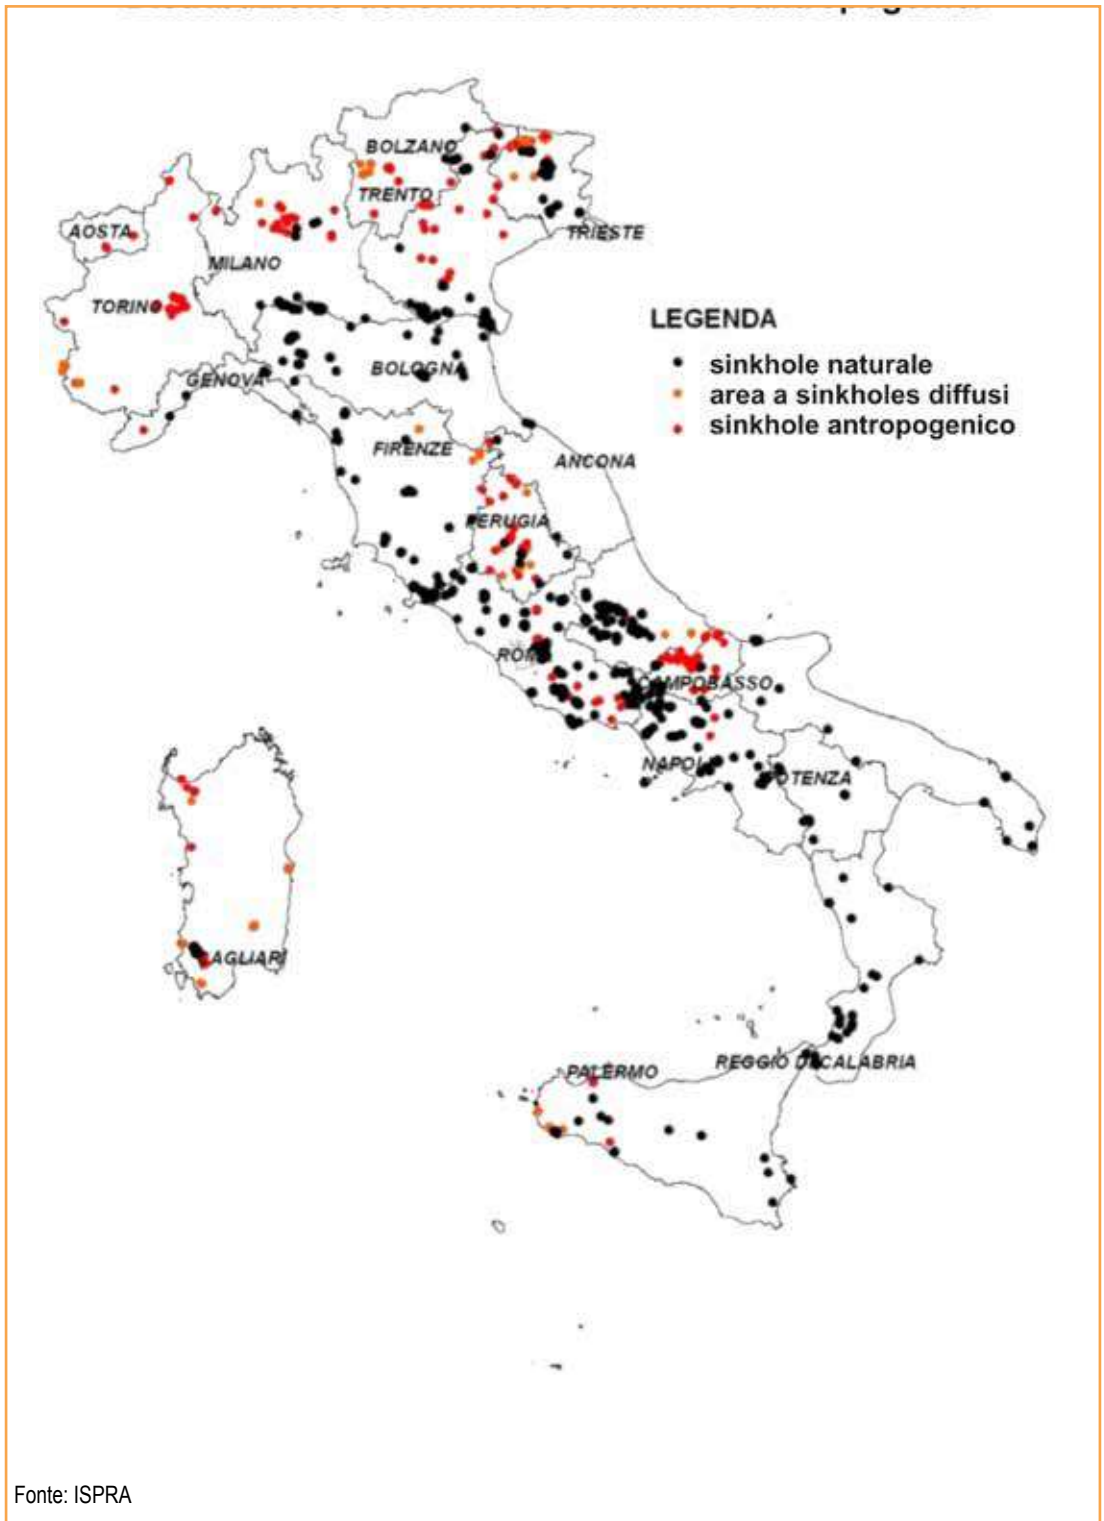 BOLZANO
TRENTO
AOSTA
TRIESTE
MILANO
TORINO
LEGENDA
sinkhole naturale
GENOVA
BOLOGNA
area a sinkholes diffusi
sinkhole antropogenico
FIRENZE
ANCONA
PERUGIA
ROMA
CAMPOBASSO
NAPOLI
POTENZA
CAGLIARI
REGGIO DI CALABRIA
PALERMO
Fonte: ISPRA